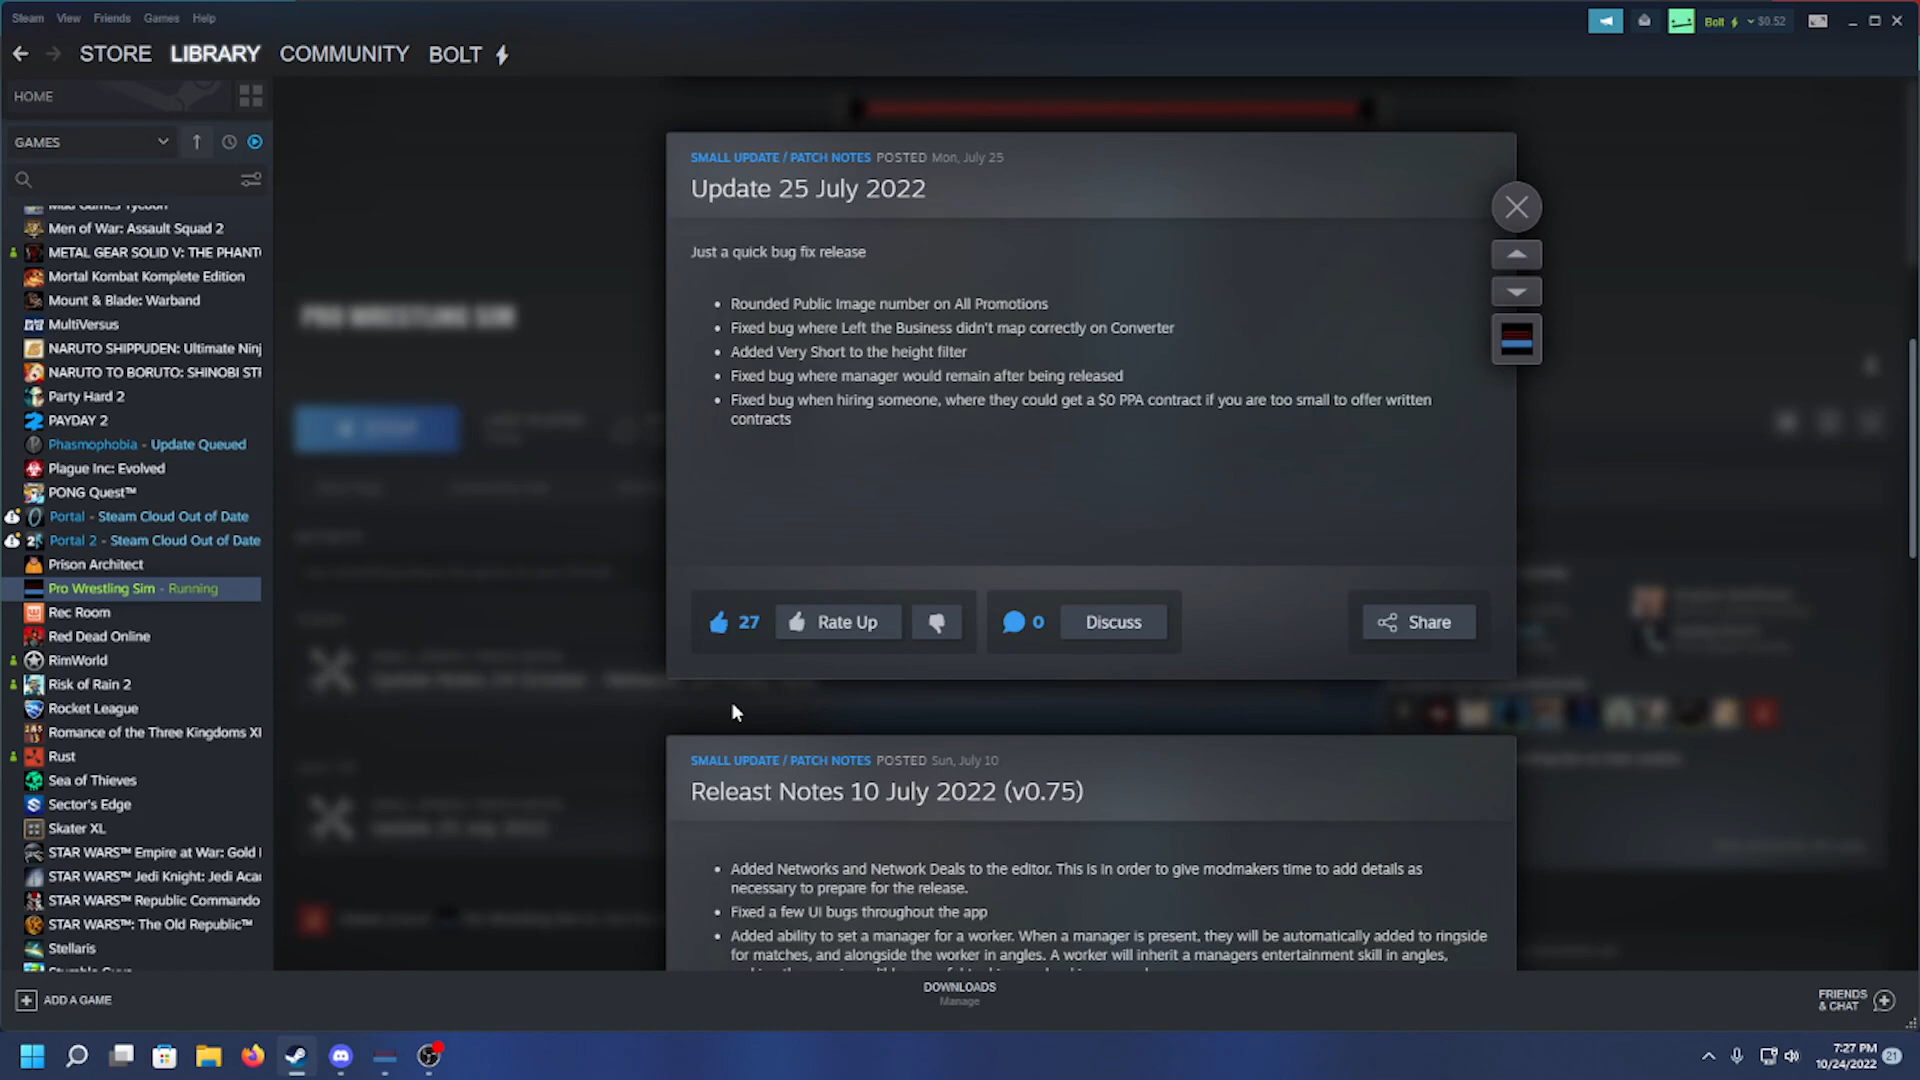 Steam View Friends Games Help
Bolt $0.52
STORE LIBRARY COMMUNITY BOLT
HOME
GAMES
Mad Games Tycoon
Men of War: Assault Squad 2
METAL GEAR SOLID V: THE PHANT
Mortal Kombat Komplete Edition
Mount & Blade: Warband
MultiVersus
NARUTO SHIPPUDEN: Ultimate Ninj
NARUTO TO BORUTO: SHINOBI STR
Party Hard 2
PAYDAY 2
Phasmophobia - Update Queued
Plague Inc: Evolved
PONG Quest™
Portal - Steam Cloud Out of Date
Portal 2 - Steam Cloud Out of Date
Prison Architect
Pro Wrestling Sim - Running
Rec Room
Red Dead Online
RimWorld
Risk of Rain 2
Rocket League
Romance of the Three Kingdoms XI
Rust
Sea of Thieves
Sector's Edge
Skater XL
STAR WARS™ Empire at War: Gold
STAR WARS™ Jedi Knight: Jedi Aca
STAR WARS™ Republic Commando
STAR WARS™: The Old Republic™
Stellaris
PRO WRESTLING SIM
SMALL UPDATE / PATCH NOTES POSTED Mon, July 25
Update 25 July 2022
Just a quick bug fix release
• Rounded Public Image number on All Promotions
• Fixed bug where Left the Business didn't map correctly on Converter
• Added Very Short to the height filter
• Fixed bug where manager would remain after being released
• Fixed bug when hiring someone, where they could get a $0 PPA contract if you are too small to offer written
contracts
27 Rate Up 0 Discuss Share
SMALL UPDATE / PATCH NOTES POSTED Sun, July 10
Releast Notes 10 July 2022 (v0.75)
• Added Networks and Network Deals to the editor. This is in order to give modmakers time to add details as
necessary to prepare for the release.
• Fixed a few UI bugs throughout the app
• Added ability to set a manager for a worker. When a manager is present, they will be automatically added to ringside
for matches, and alongside the worker in angles. A worker will inherit a managers entertainment skill in angles,
ADD A GAME
DOWNLOADS
Manage
FRIENDS
& CHAT
7:27 PM
10/24/2022
21